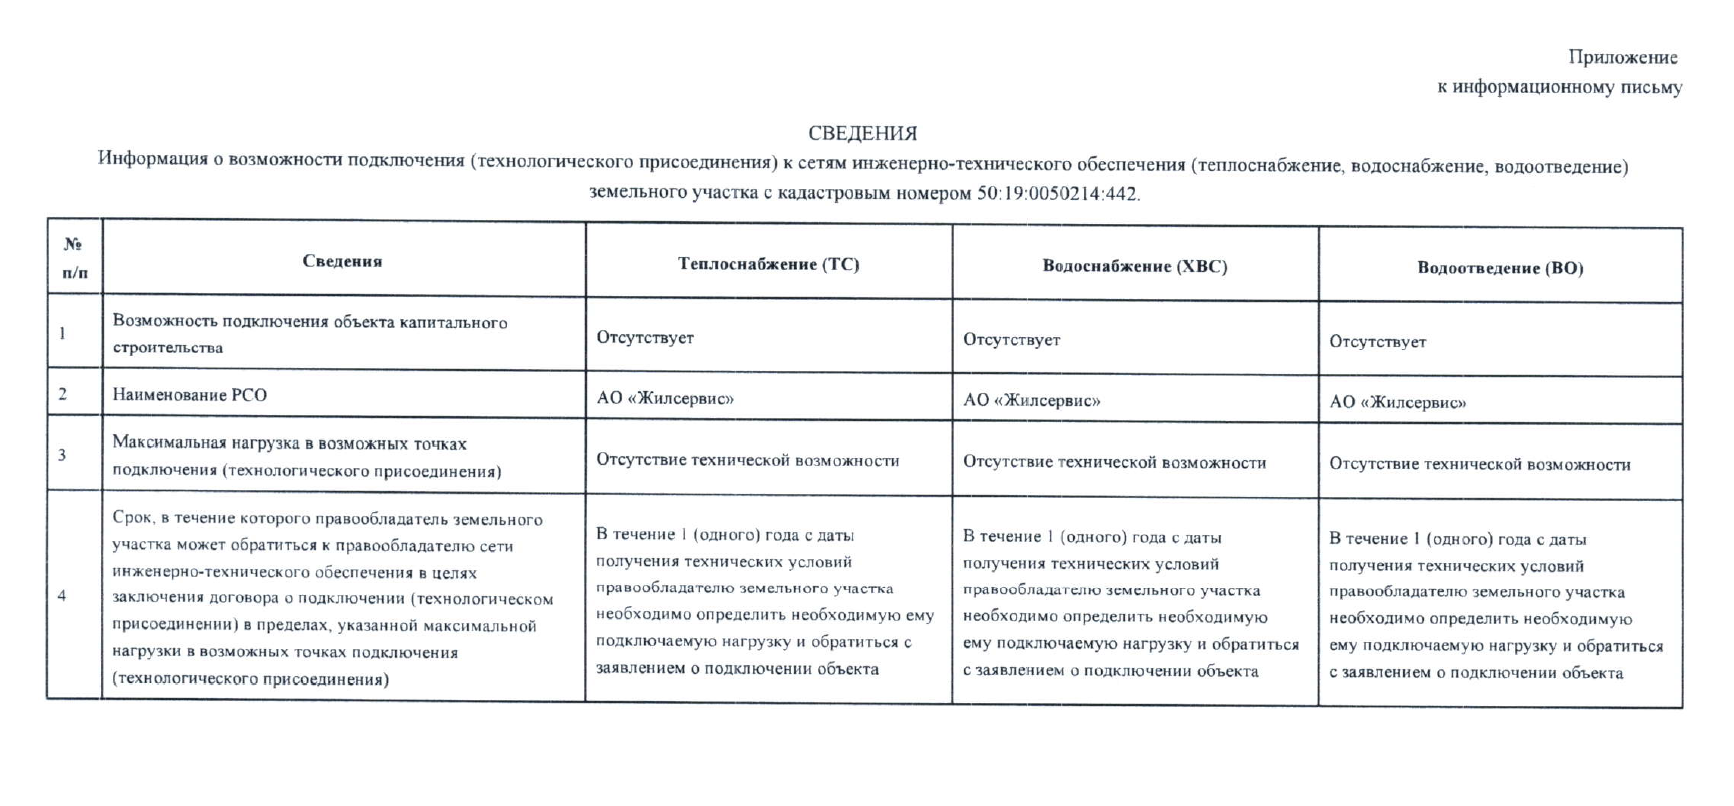 Приложение
к информационному письму
СВЕДЕНИЯ
Информация о возможности подключения (технологического присоединения) к сетям инженерно-технического обеспечения (теплоснабжение, водоснабжение, водоотведение)
земельного участка с кадастровым номером 50:19:0050214:442.
№
п/п
Сведения
Теплоснабжение (ТС)
Водоснабжение (ХВС)
Водоотведение (ВО)
1
Возможность подключения объекта капитального
строительства
Отсутствует
Отсутствует
Отсутствует
2
Наименование РСО
АО «Жилсервис»
АО «Жилсервис»
АО «Жилсервис»
3
Максимальная нагрузка в возможных точках
подключения (технологического присоединения)
Отсутствие технической возможности
Отсутствие технической возможности
Отсутствие технической возможности
4
Срок, в течение которого правообладатель земельного
участка может обратиться к правообладателю сети
инженерно-технического обеспечения в целях
заключения договора о подключении (технологическом
присоединении) в пределах, указанной максимальной
нагрузки в возможных точках подключения
(технологического присоединения)
В течение 1 (одного) года с даты
получения технических условий
правообладателю земельного участка
необходимо определить необходимую ему
подключаемую нагрузку и обратиться с
заявлением о подключении объекта
В течение 1 (одного) года с даты
получения технических условий
правообладателю земельного участка
необходимо определить необходимую
ему подключаемую нагрузку и обратиться
с заявлением о подключении объекта
В течение 1 (одного) года с даты
получения технических условий
правообладателю земельного участка
необходимо определить необходимую
ему подключаемую нагрузку и обратиться
с заявлением о подключении объекта